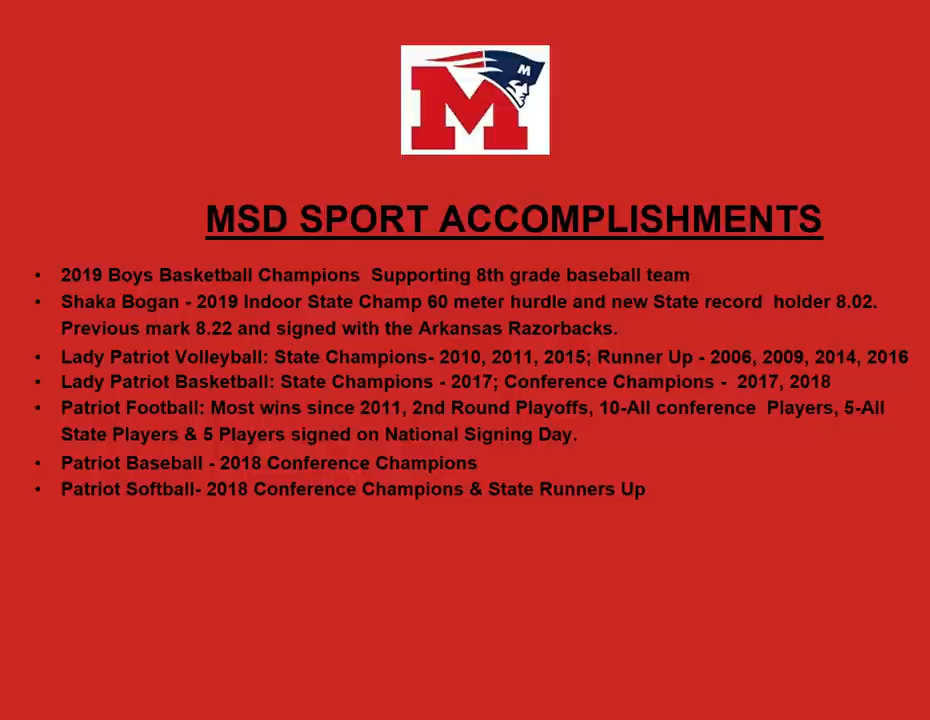 M
M
MSD SPORT ACCOMPLISHMENTS
• 2019 Boys Basketball Champions  Supporting 8th grade baseball team
• Shaka Bogan - 2019 Indoor State Champ 60 meter hurdle and new State record  holder 8.02.
Previous mark 8.22 and signed with the Arkansas Razorbacks.
• Lady Patriot Volleyball: State Champions- 2010, 2011, 2015; Runner Up - 2006, 2009, 2014, 2016
• Lady Patriot Basketball: State Champions - 2017; Conference Champions -  2017, 2018
• Patriot Football: Most wins since 2011, 2nd Round Playoffs, 10-All conference  Players, 5-All
State Players & 5 Players signed on National Signing Day.
• Patriot Baseball - 2018 Conference Champions
• Patriot Softball- 2018 Conference Champions & State Runners Up